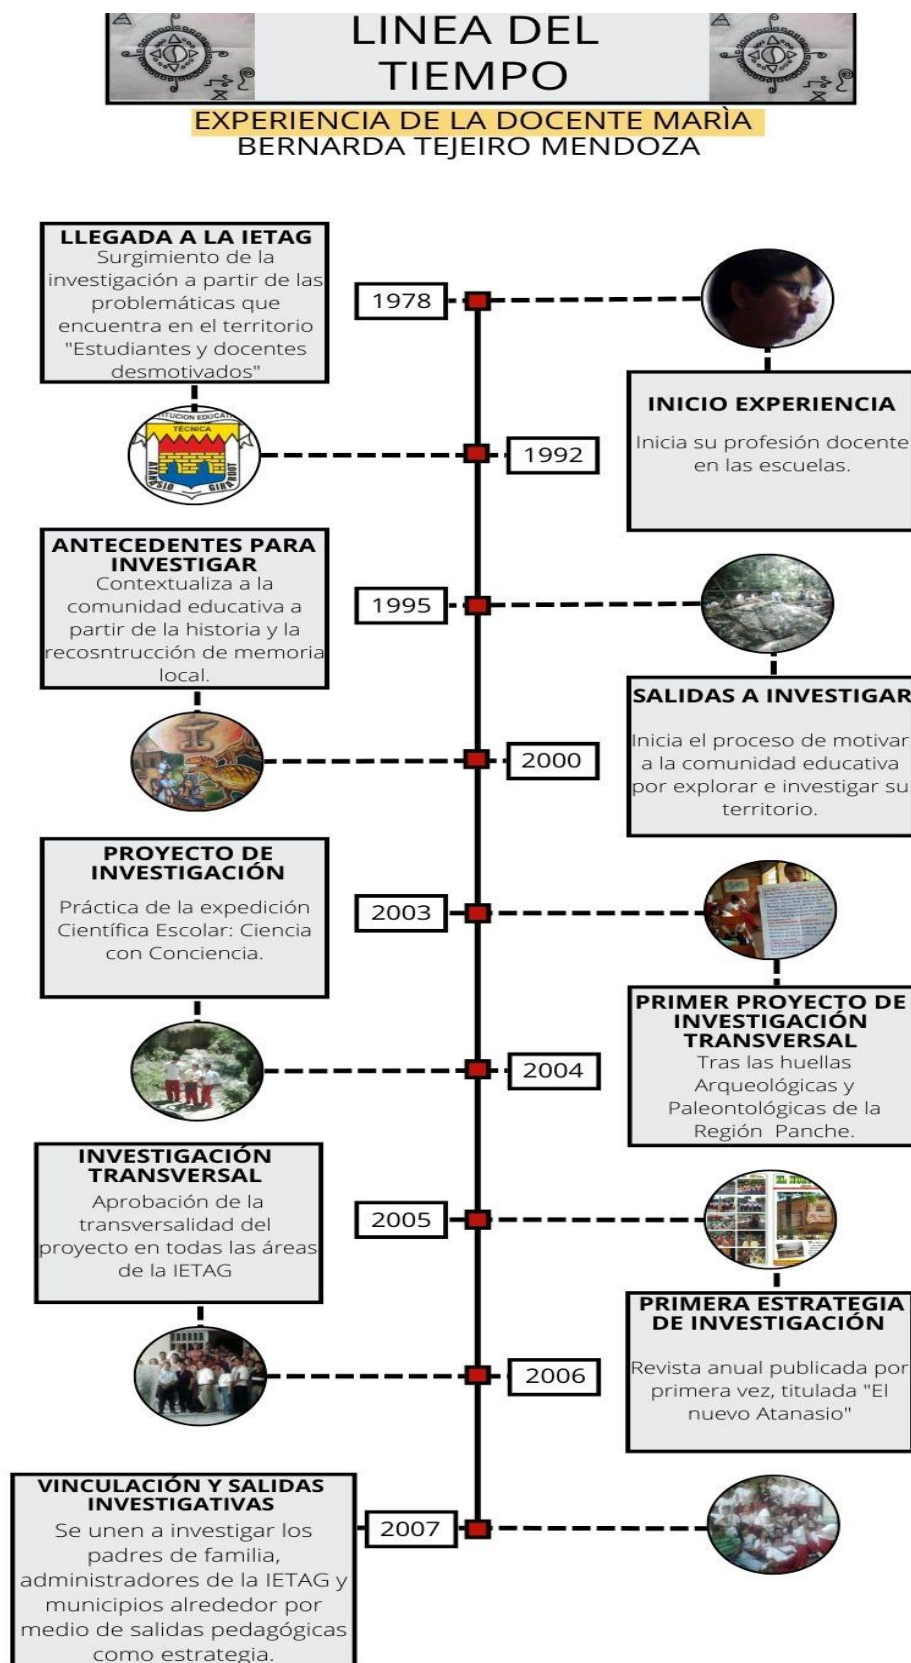 LINEA DEL
TIEMPO
EXPERIENCIA DE LA DOCENTE MARÌA
BERNARDA TEJEIRO MENDOZA
LLEGADA A LA IETAG
Surgimiento de la
investigación a partir de las
problemáticas que
encuentra en el territorio
"Estudiantes y docentes
desmotivados"
1978
INICIO EXPERIENCIA
Inicia su profesión docente
en las escuelas.
TÉCNICA
ATANASIO GIRARDOT
1992
ANTECEDENTES PARA
INVESTIGAR
Contextualiza a la
comunidad educativa a
partir de la historia y la
recosntrucción de memoria
local.
1995
SALIDAS A INVESTIGAR
Inicia el proceso de motivar
a la comunidad educativa
por explorar e investigar su
territorio.
2000
PROYECTO DE
INVESTIGACIÓN
Práctica de la expedición
Científica Escolar: Ciencia
con Conciencia.
2003
PRIMER PROYECTO DE
INVESTIGACIÓN
TRANSVERSAL
Tras las huellas
Arqueológicas y
Paleontológicas de la
Región Panche.
2004
INVESTIGACIÓN
TRANSVERSAL
Aprobación de la
transversalidad del
proyecto en todas las áreas
de la IETAG
2005
PRIMERA ESTRATEGIA
DE INVESTIGACIÓN
Revista anual publicada por
primera vez, titulada "El
nuevo Atanasio"
2006
VINCULACIÓN Y SALIDAS
INVESTIGATIVAS
Se unen a investigar los
padres de familia,
administradores de la IETAG y
municipios alrededor por
medio de salidas pedagógicas
como estrategia.
2007